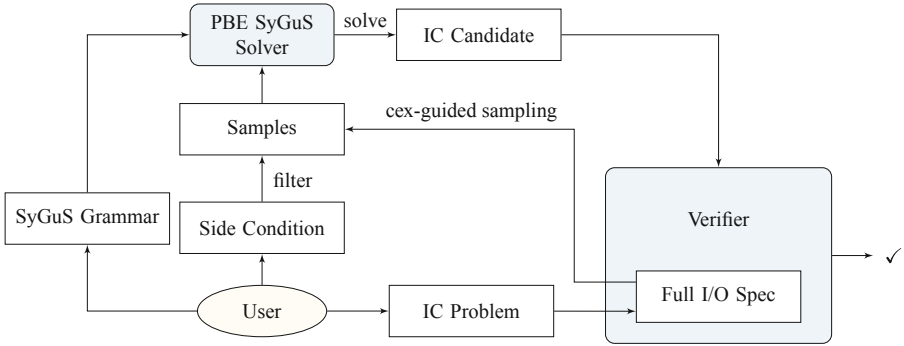 PBE SyGuS
Solver
solve
IC Candidate
cex-guided sampling
Samples
filter
SyGuS Grammar
Side Condition
Verifier
✓
Full I/O Spec
User
IC Problem